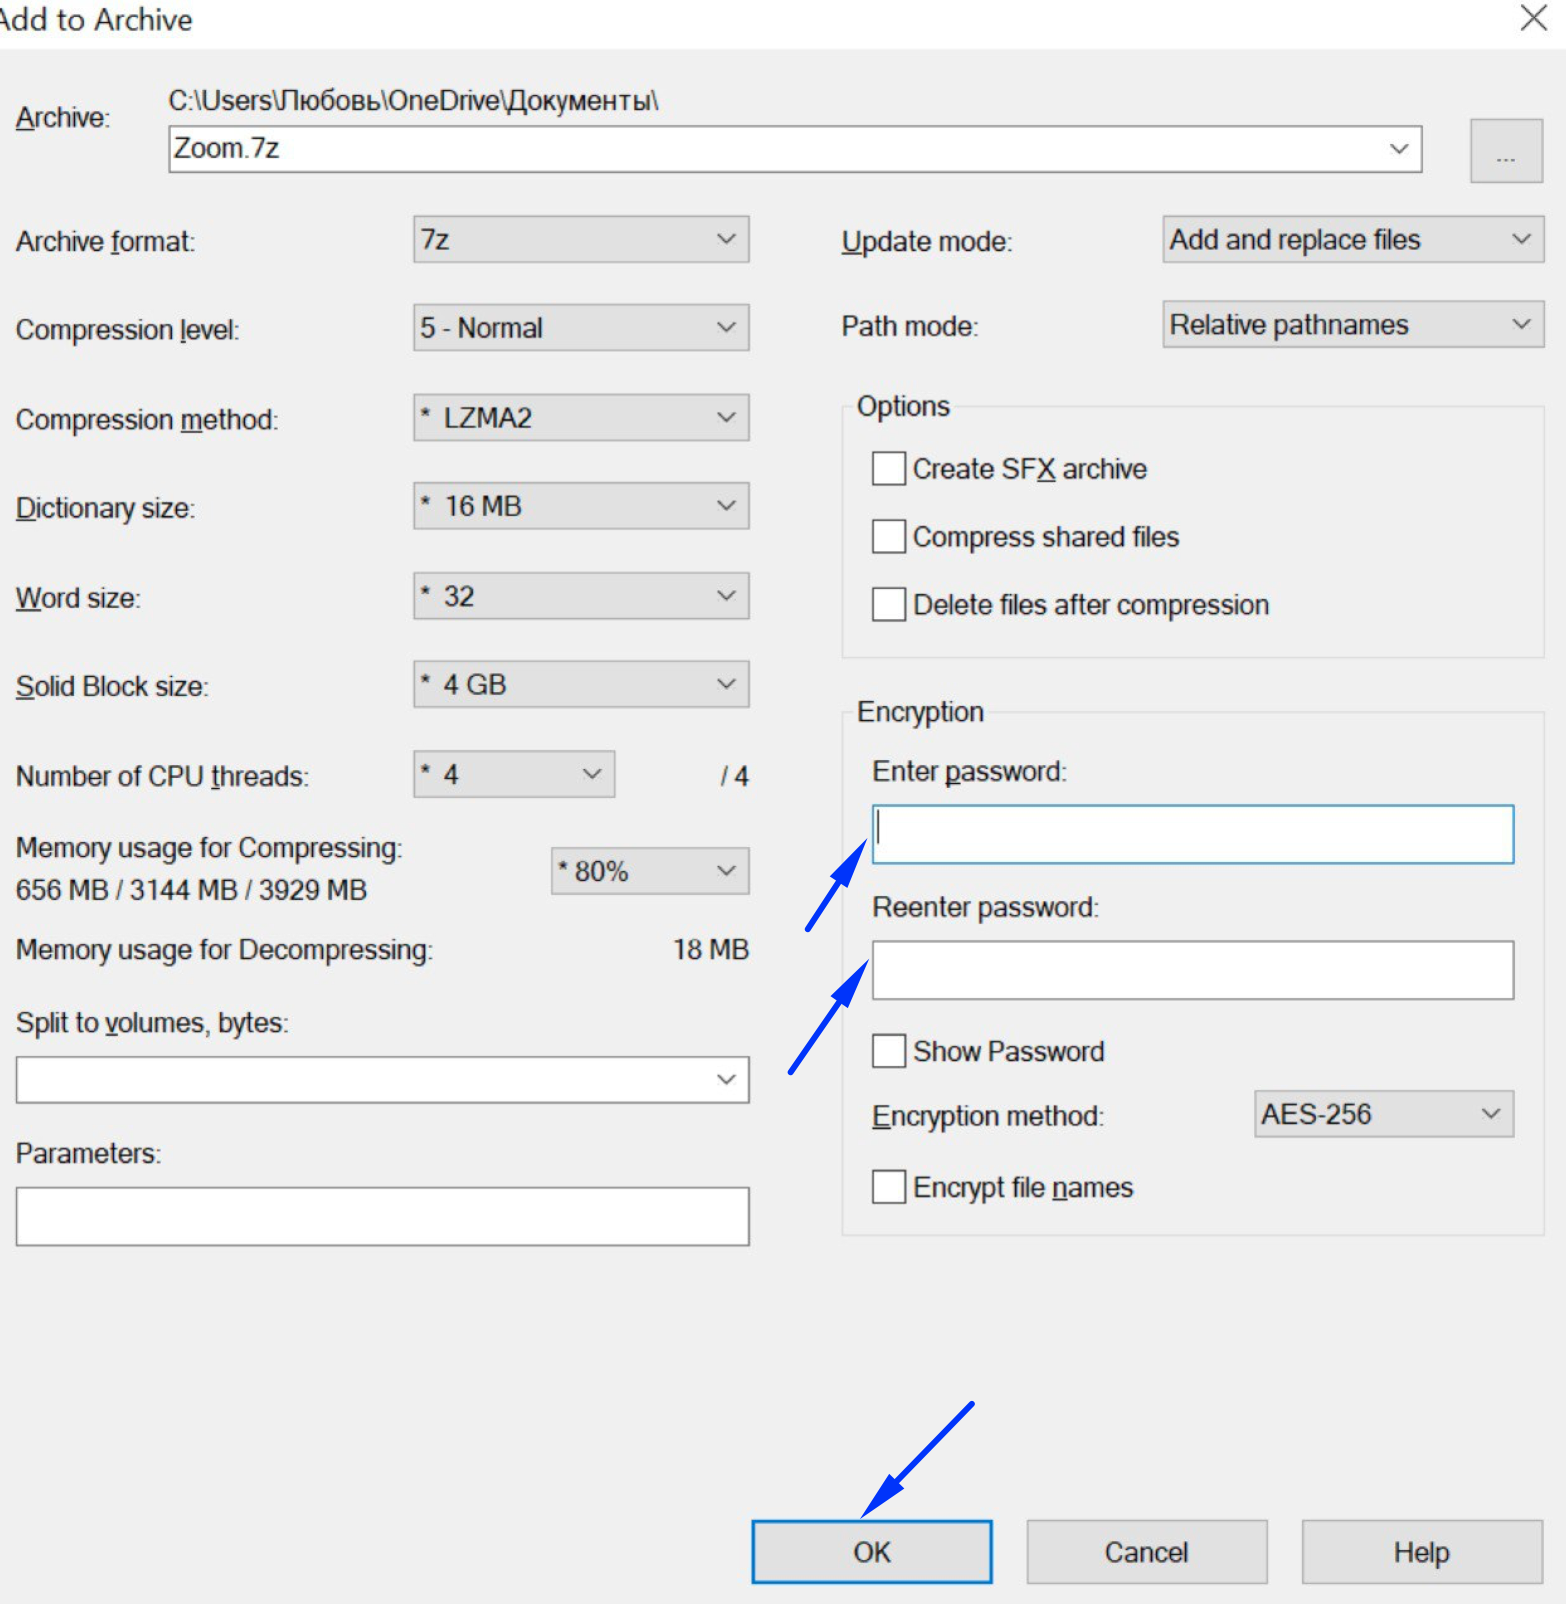 Add to Archive
Archive:
C:\Users\Любовь\OneDrive\Документы\
Zoom.7z
...
Archive format:
7z
Compression level:
5 - Normal
Compression method:
* LZMA2
Dictionary size:
* 16 MB
Word size:
* 32
Solid Block size:
* 4 GB
Number of CPU threads:
* 4
/ 4
Memory usage for Compressing:
656 MB / 3144 MB / 3929 MB
* 80%
Memory usage for Decompressing:
18 MB
Split to volumes, bytes:
Parameters:
Update mode:
Add and replace files
Path mode:
Relative pathnames
Options
Create SFX archive
Compress shared files
Delete files after compression
Encryption
Enter password:
Reenter password:
Show Password
Encryption method:
AES-256
Encrypt file names
OK
Cancel
Help